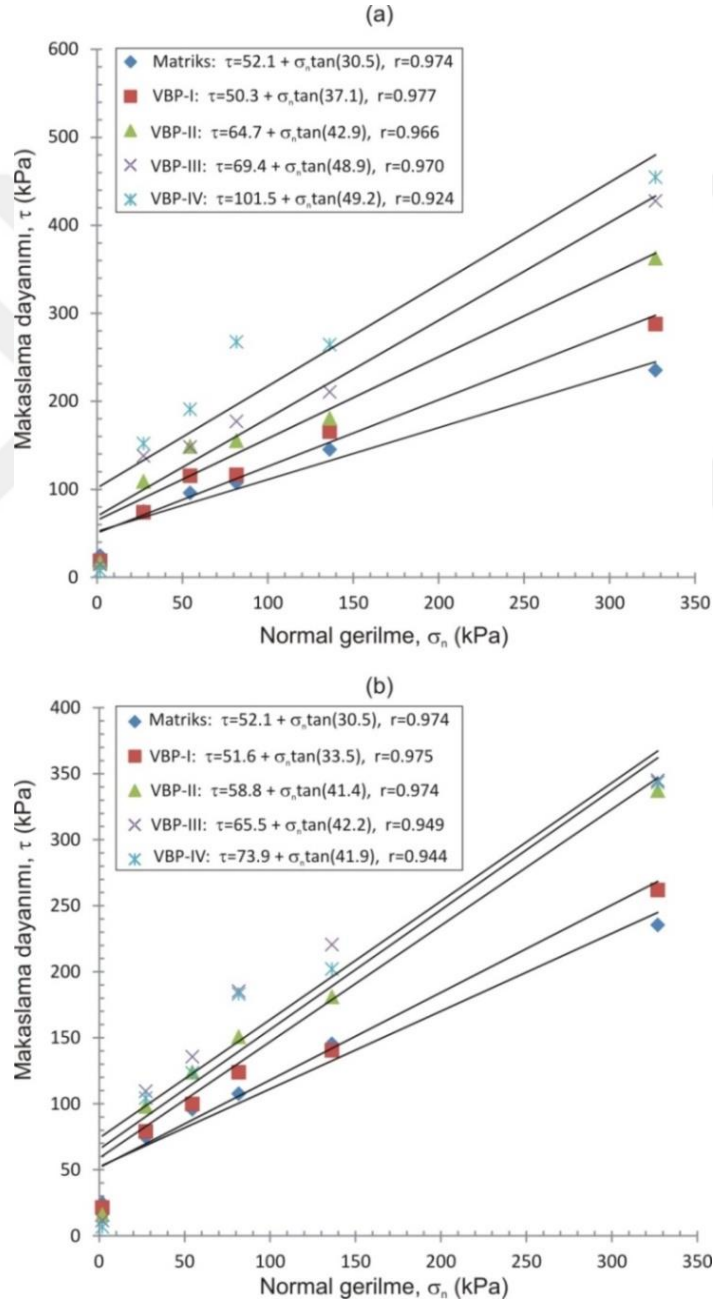 (a)
Makaslama dayanımı, τ (kPa)
600
500
400
300
200
100
0
Matriks: τ=52.1 + σₙtan(30.5), r=0.974
VBP-I: τ=50.3 + σₙtan(37.1), r=0.977
VBP-II: τ=64.7 + σₙtan(42.9), r=0.966
VBP-III: τ=69.4 + σₙtan(48.9), r=0.970
VBP-IV: τ=101.5 + σₙtan(49.2), r=0.924
0 50 100 150 200 250 300 350
Normal gerilme, σₙ (kPa)
(b)
Makaslama dayanımı, τ (kPa)
400
350
300
250
200
150
100
50
0
Matriks: τ=52.1 + σₙtan(30.5), r=0.974
VBP-I: τ=51.6 + σₙtan(33.5), r=0.975
VBP-II: τ=58.8 + σₙtan(41.4), r=0.974
VBP-III: τ=65.5 + σₙtan(42.2), r=0.949
VBP-IV: τ=73.9 + σₙtan(41.9), r=0.944
0 50 100 150 200 250 300 350
Normal gerilme, σₙ (kPa)